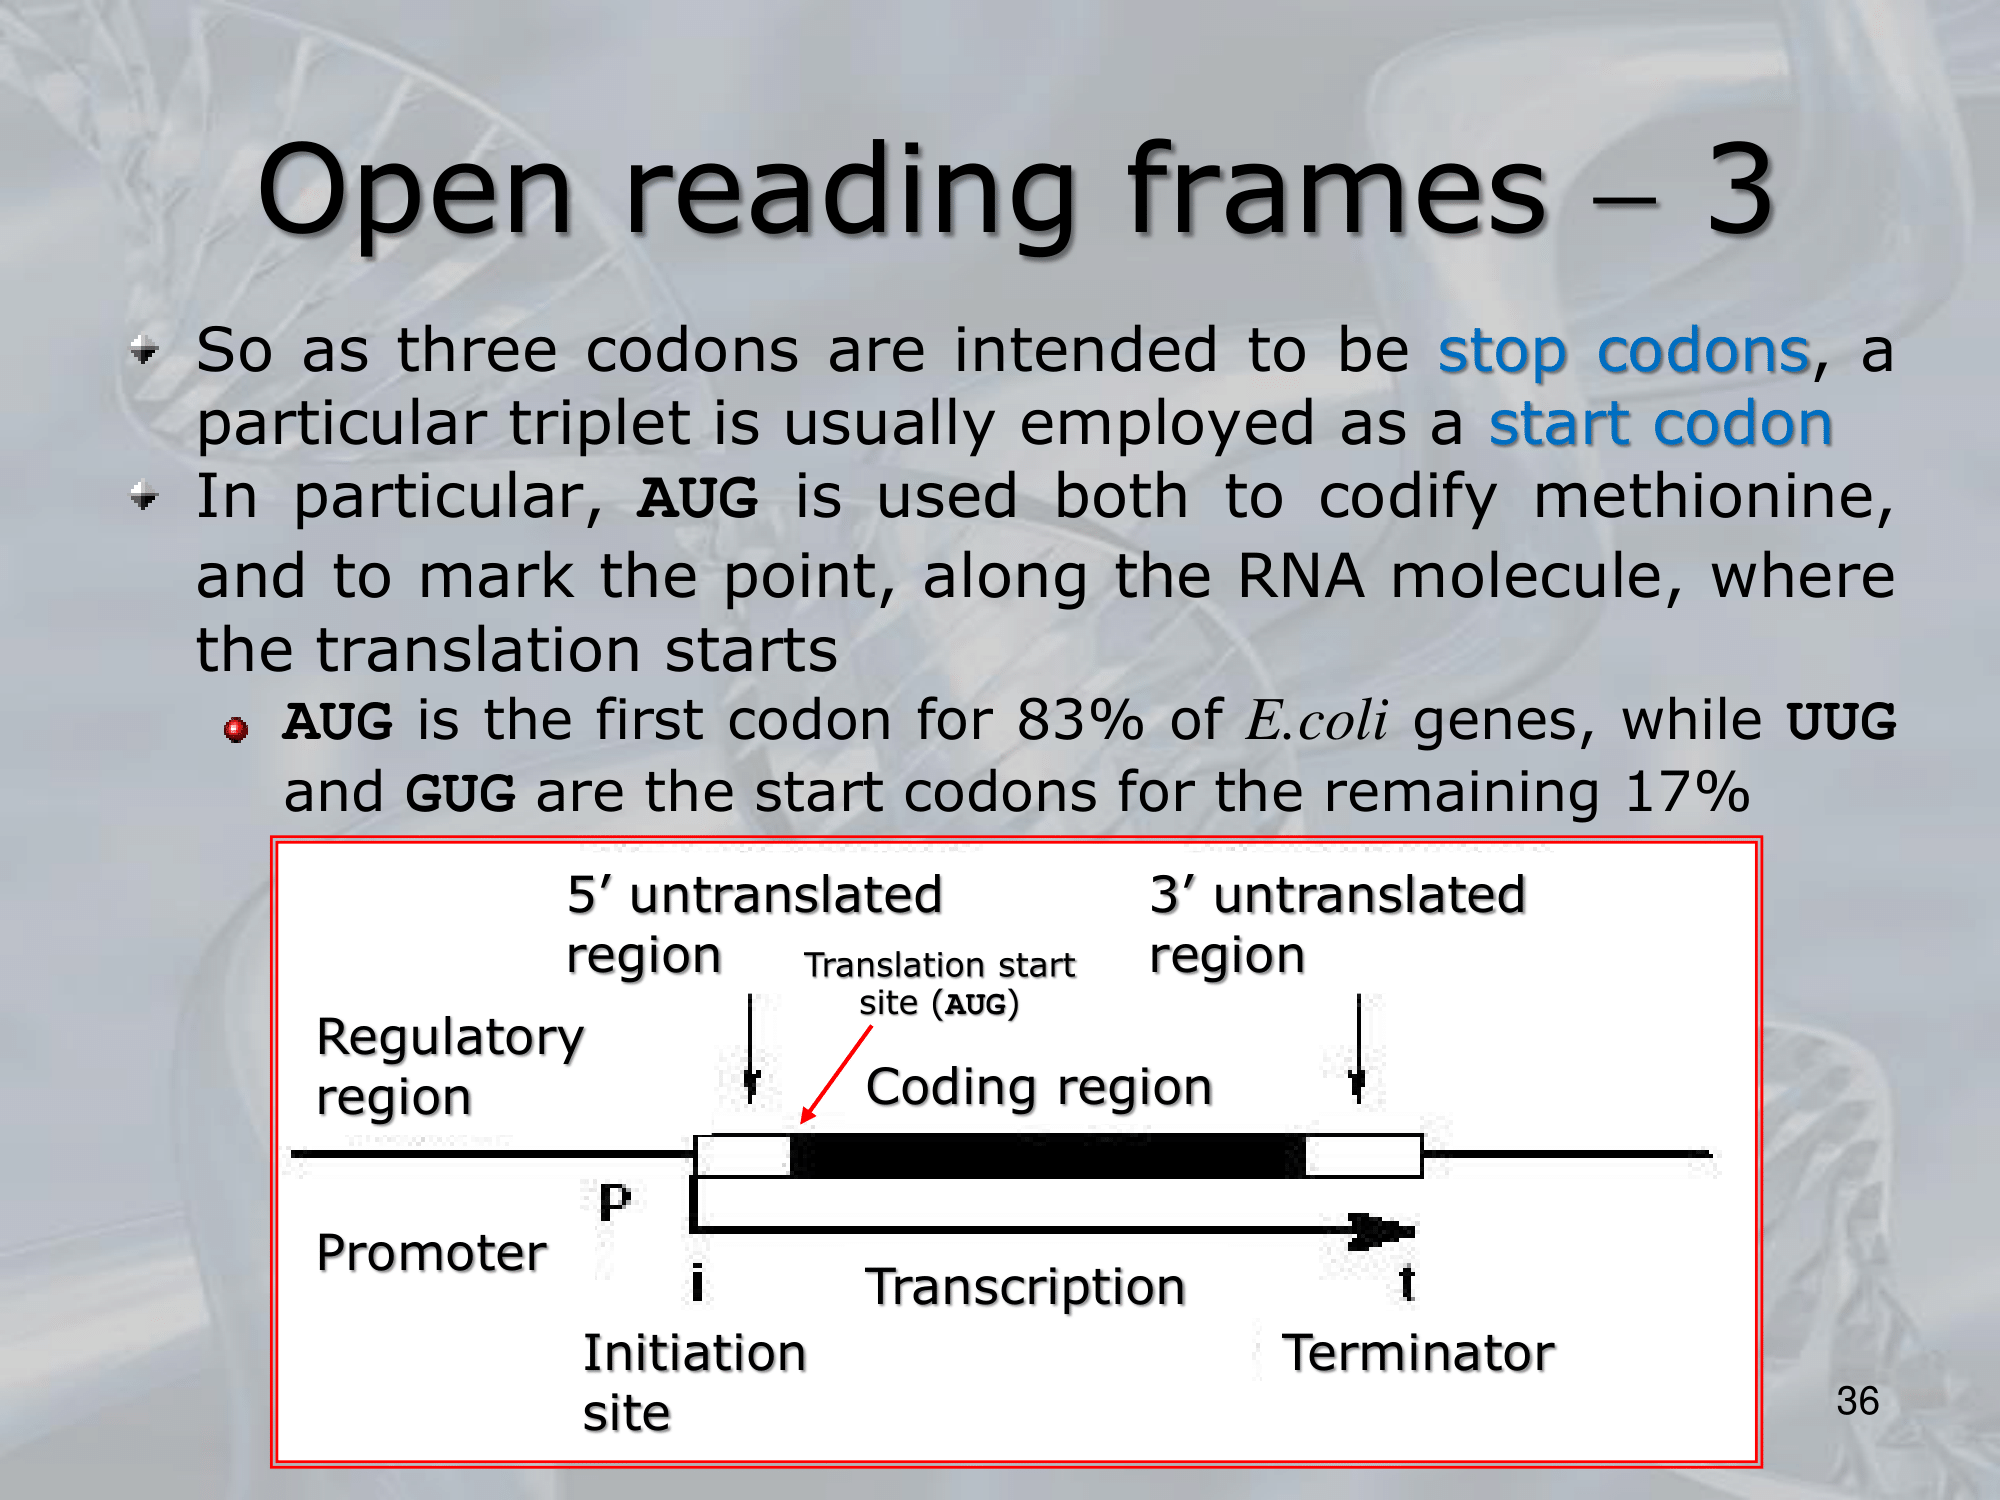 Open reading frames – 3
So as three codons are intended to be stop codons, a
particular triplet is usually employed as a start codon
In particular, AUG is used both to codify methionine,
and to mark the point, along the RNA molecule, where
the translation starts
AUG is the first codon for 83% of E.coli genes, while UUG
and GUG are the start codons for the remaining 17%
5’ untranslated
region
3’ untranslated
region
Translation start
site (AUG)
Regulatory
region
Coding region
P
Promoter
i
Transcription
t
Initiation
site
Terminator
36